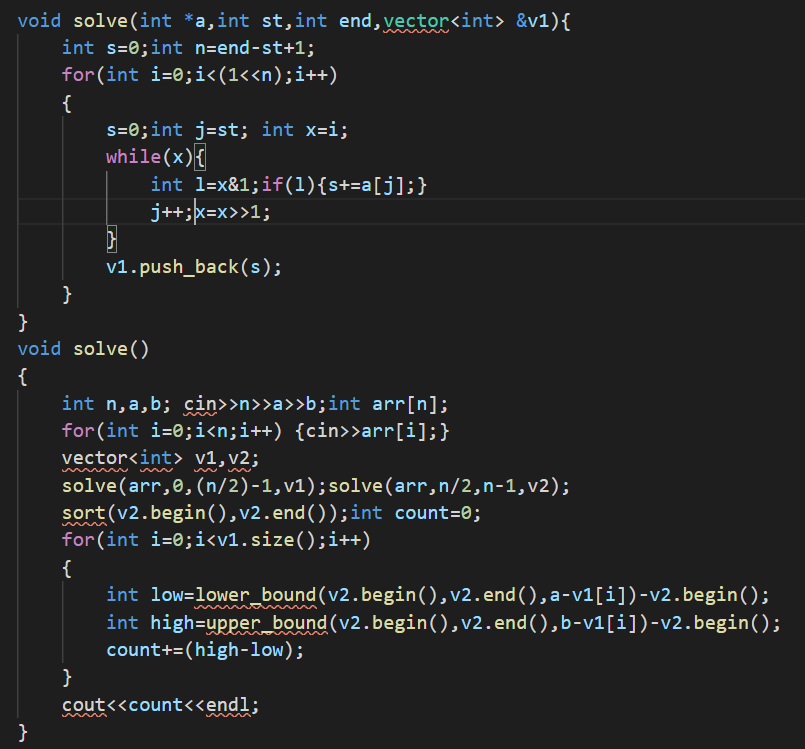 void solve(int *a,int st,int end,vector<int> &v1){
    int s=0;int n=end-st+1;
    for(int i=0;i<(1<<n);i++)
    {
        s=0;int j=st; int x=i;
        while(x){
            int l=x&1;if(l){s+=a[j];}
            j++;x=x>>1;
        }
        v1.push_back(s);
    }
}
void solve()
{
    int n,a,b; cin>>n>>a>>b;int arr[n];
    for(int i=0;i<n;i++) {cin>>arr[i];}
    vector<int> v1,v2;
    solve(arr,0,(n/2)-1,v1);solve(arr,n/2,n-1,v2);
    sort(v2.begin(),v2.end());int count=0;
    for(int i=0;i<v1.size();i++)
    {
        int low=lower_bound(v2.begin(),v2.end(),a-v1[i])-v2.begin();
        int high=upper_bound(v2.begin(),v2.end(),b-v1[i])-v2.begin();
        count+=(high-low);
    }
    cout<<count<<endl;
}